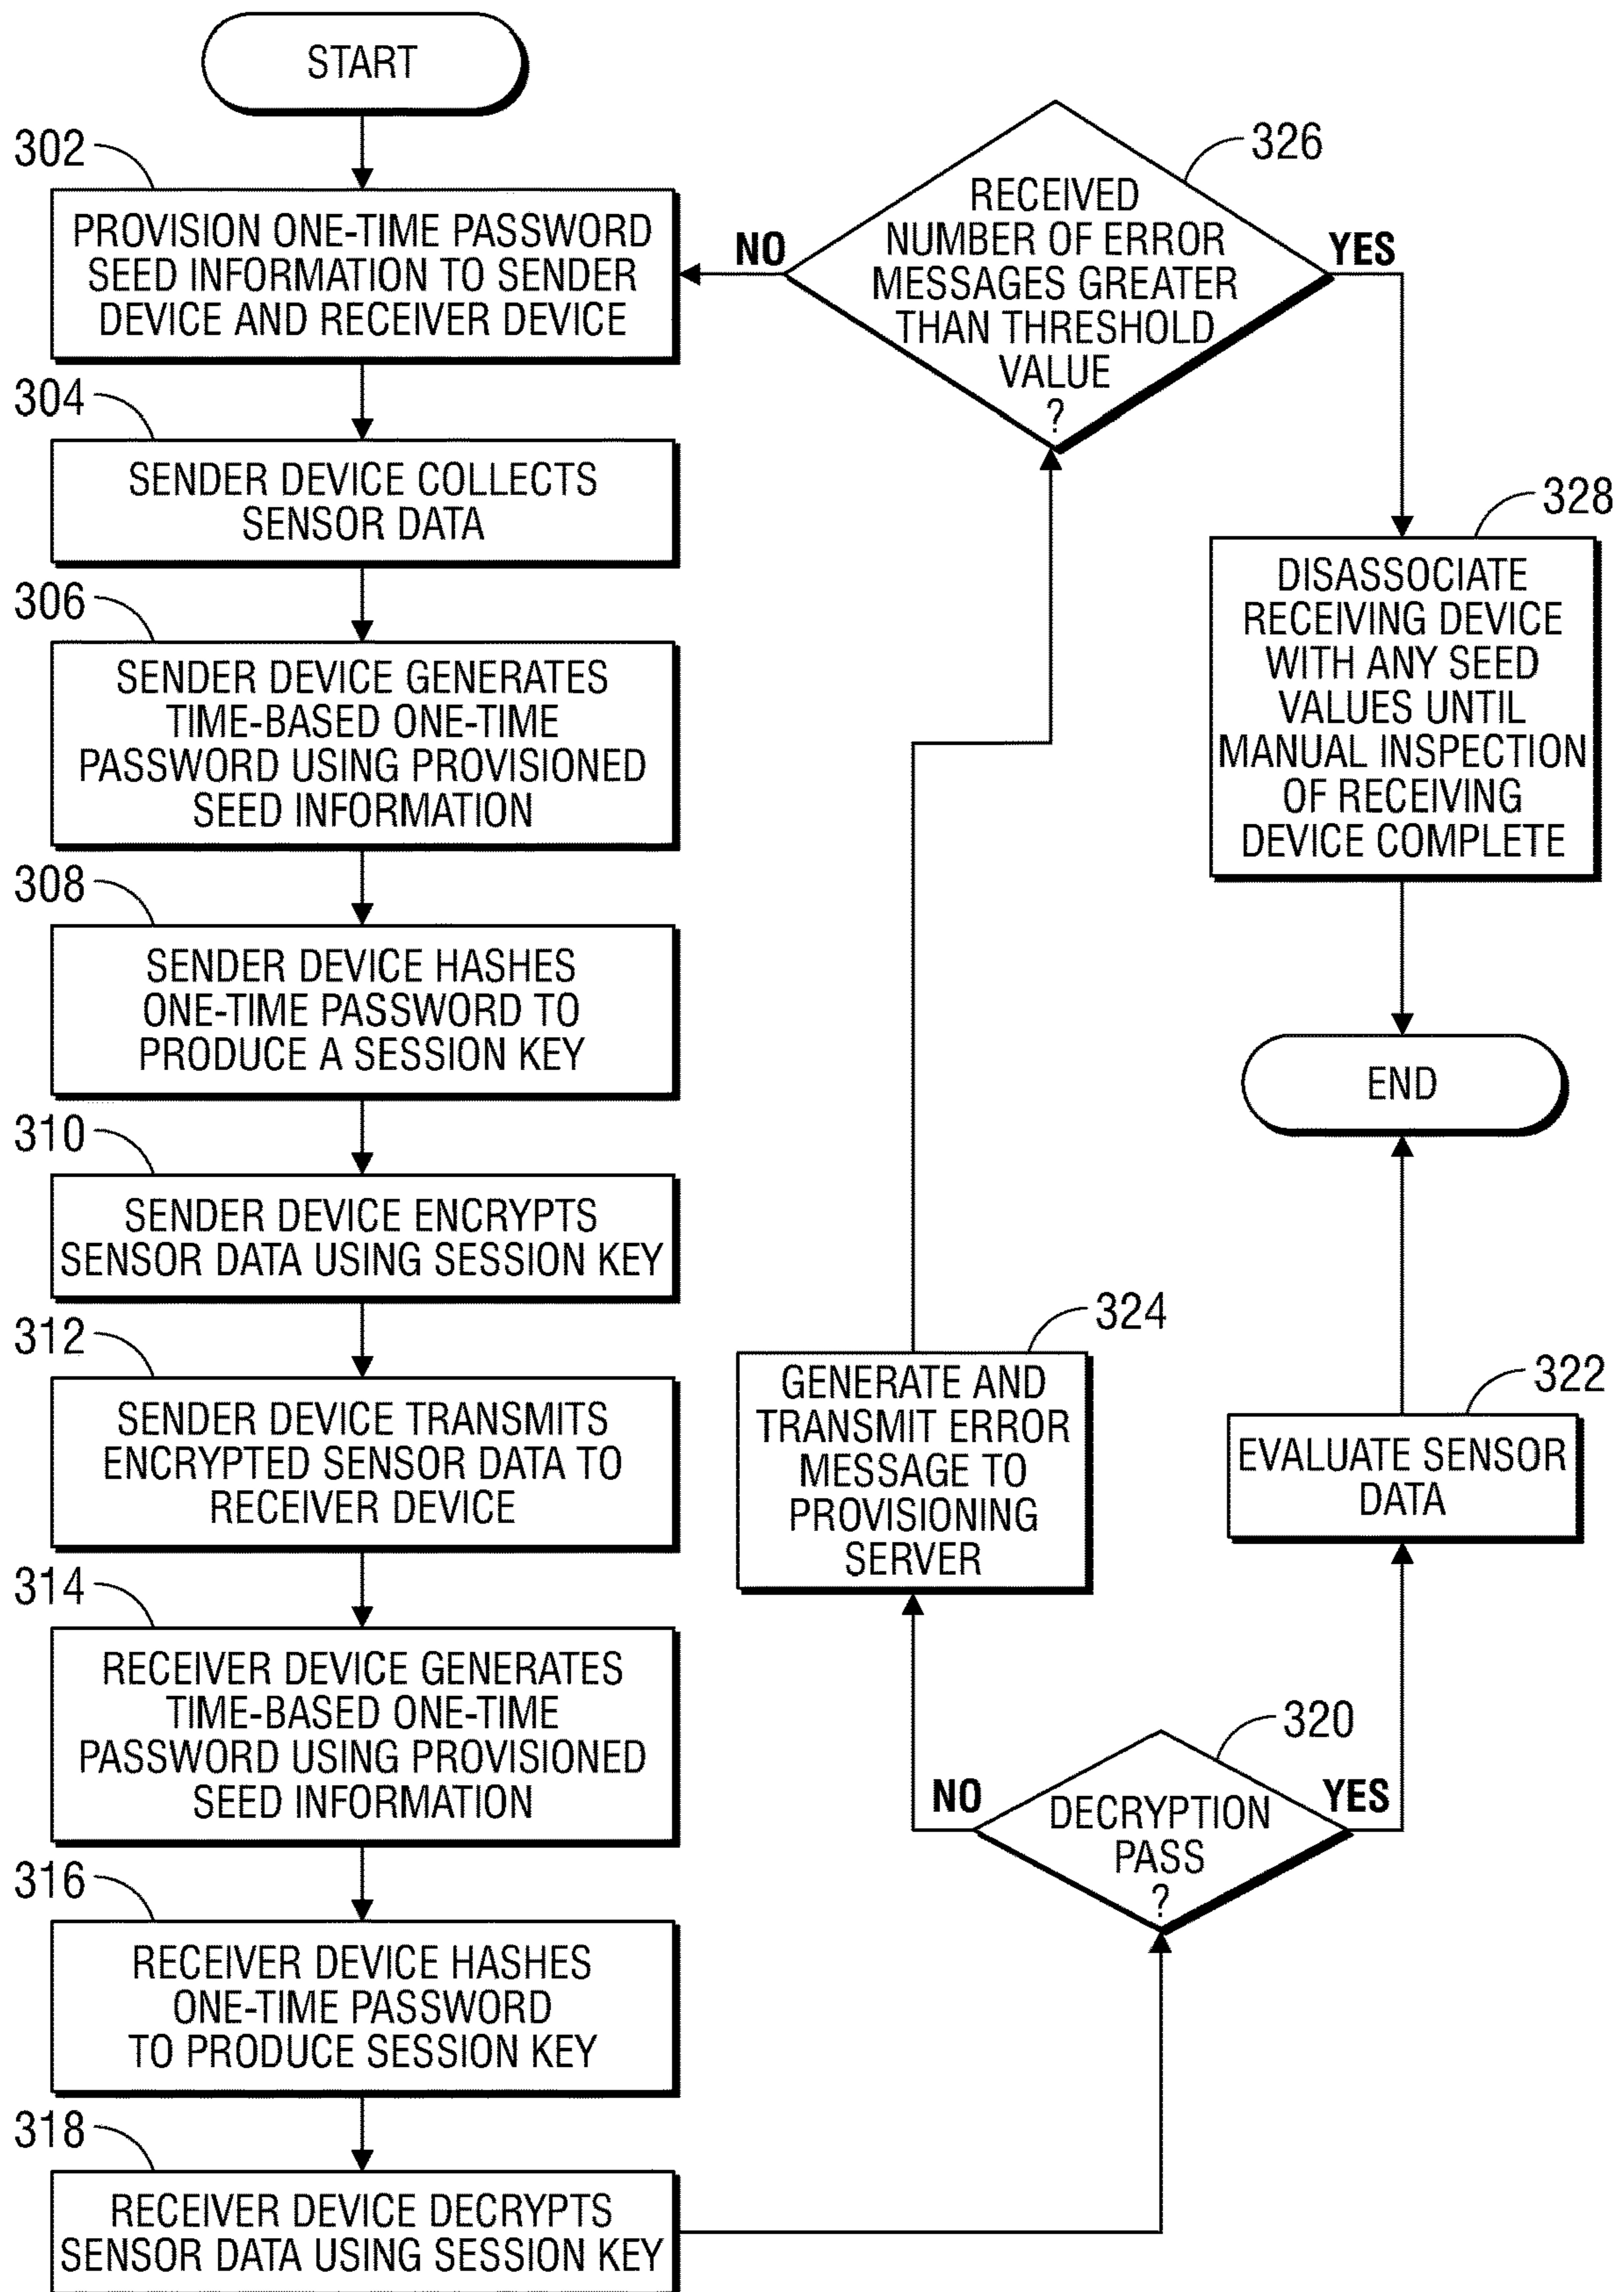 START
302
PROVISION ONE-TIME PASSWORD
SEED INFORMATION TO SENDER
DEVICE AND RECEIVER DEVICE
304
SENDER DEVICE COLLECTS
SENSOR DATA
306
SENDER DEVICE GENERATES
TIME-BASED ONE-TIME
PASSWORD USING PROVISIONED
SEED INFORMATION
308
SENDER DEVICE HASHES
ONE-TIME PASSWORD TO
PRODUCE A SESSION KEY
310
SENDER DEVICE ENCRYPTS
SENSOR DATA USING SESSION KEY
312
SENDER DEVICE TRANSMITS
ENCRYPTED SENSOR DATA TO
RECEIVER DEVICE
314
RECEIVER DEVICE GENERATES
TIME-BASED ONE-TIME
PASSWORD USING PROVISIONED
SEED INFORMATION
316
RECEIVER DEVICE HASHES
ONE-TIME PASSWORD
TO PRODUCE SESSION KEY
318
RECEIVER DEVICE DECRYPTS
SENSOR DATA USING SESSION KEY
320
DECRYPTION
PASS
?
NO
YES
322
EVALUATE SENSOR
DATA
324
GENERATE AND
TRANSMIT ERROR
MESSAGE TO
PROVISIONING
SERVER
326
RECEIVED
NUMBER OF ERROR
MESSAGES GREATER
THAN THRESHOLD
VALUE
?
NO
YES
328
DISASSOCIATE
RECEIVING DEVICE
WITH ANY SEED
VALUES UNTIL
MANUAL INSPECTION
OF RECEIVING
DEVICE COMPLETE
END